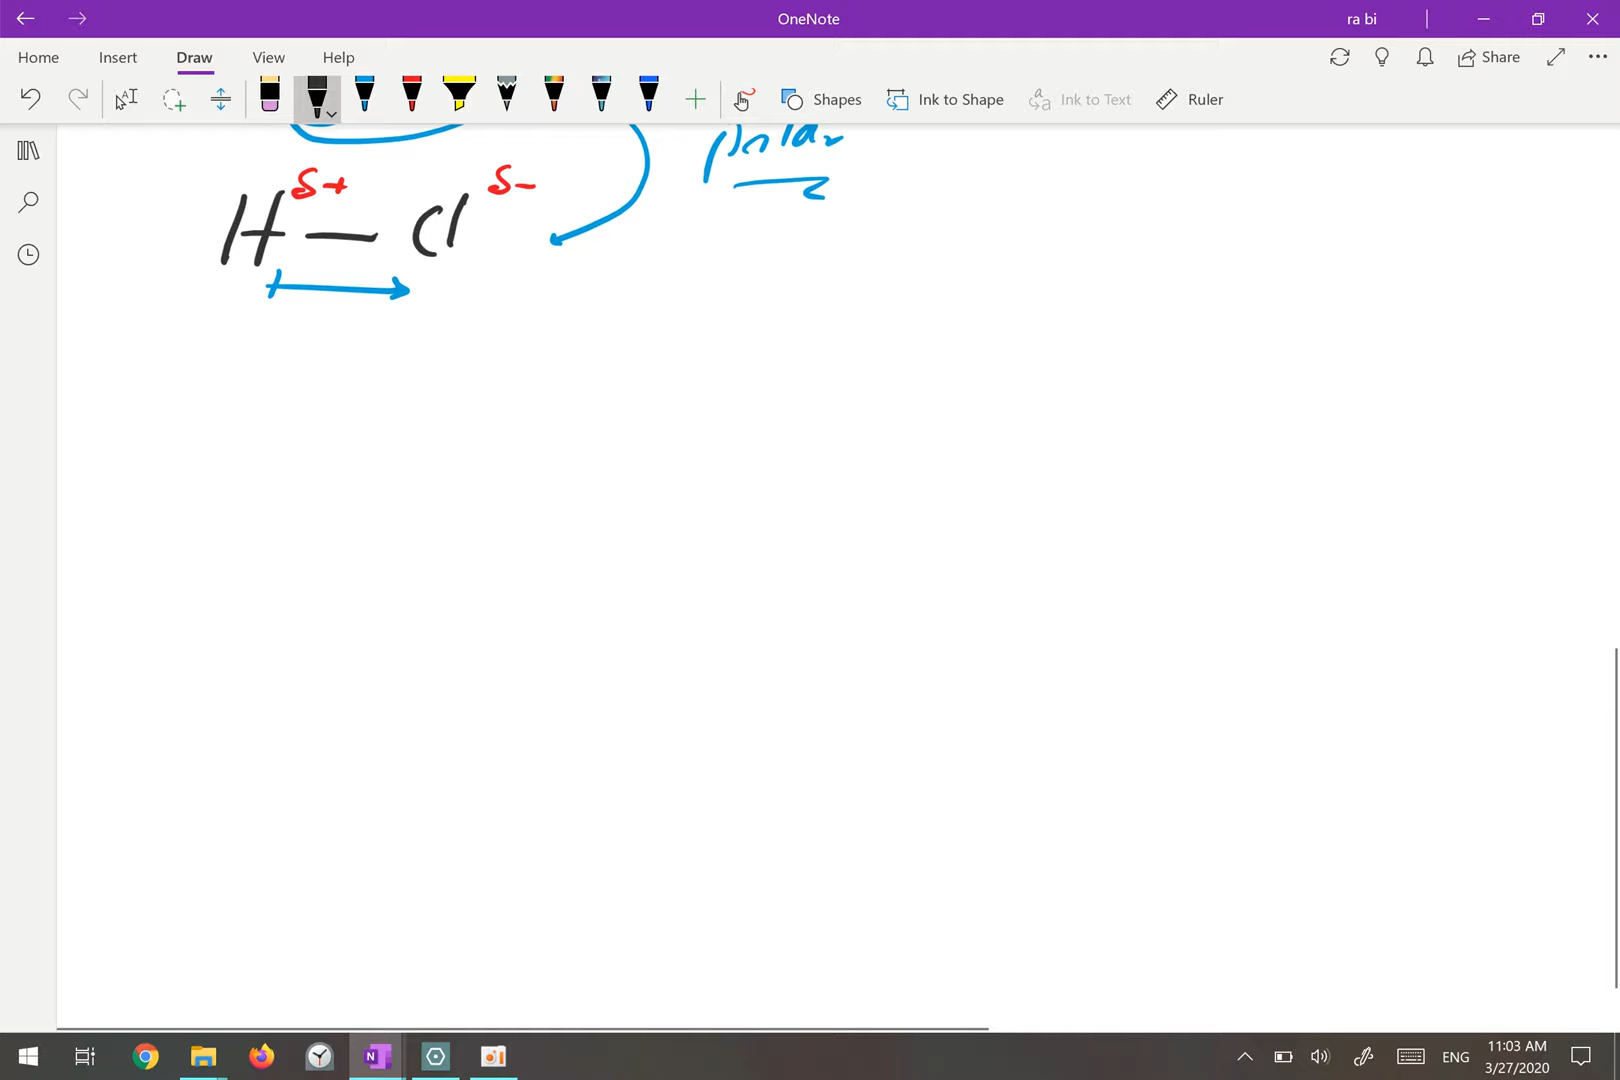 OneNote
ra bi
Home Insert Draw View Help
Share
Shapes
Ink to Shape
Ink to Text
Ruler
polar
δ+ δ−
H — Cl
ENG
11:03 AM
3/27/2020